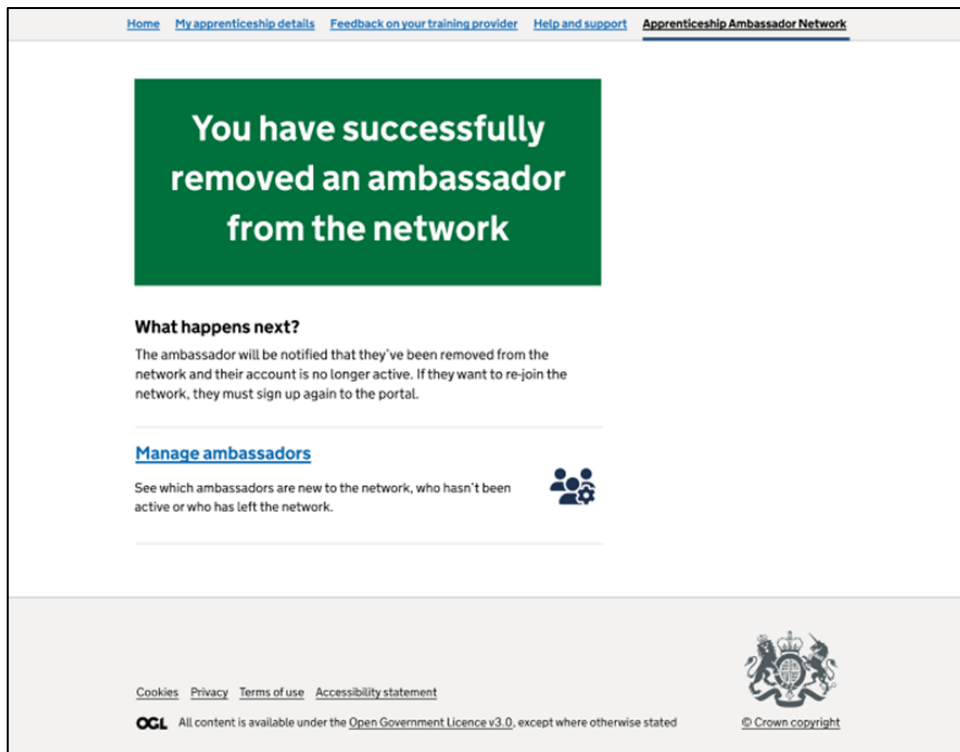 Home My apprenticeship details Feedback on your training provider Help and support Apprenticeship Ambassador Network
You have successfully
removed an ambassador
from the network
What happens next?
The ambassador will be notified that they've been removed from the
network and their account is no longer active. If they want to re-join the
network, they must sign up again to the portal.
Manage ambassadors
See which ambassadors are new to the network, who hasn't been
active or who has left the network.
Cookies Privacy Terms of use Accessibility statement
OGL All content is available under the Open Government Licence v3.0, except where otherwise stated
© Crown copyright